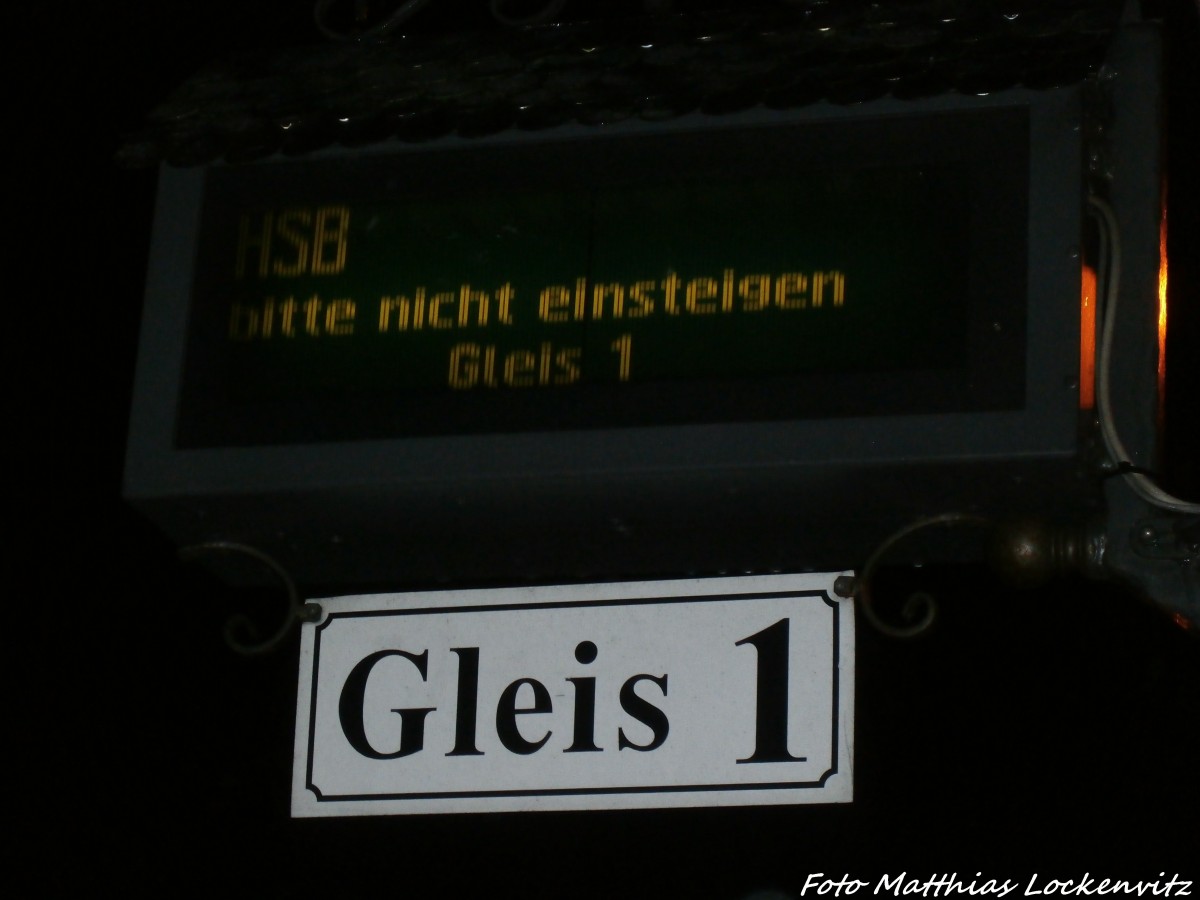 HSB
bitte nicht einsteigen
Gleis 1
Gleis 1
Foto Matthias Lockenvitz